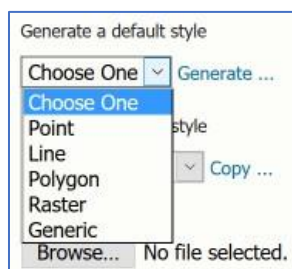 Generate a default style
Choose One Generate ...
Choose One
Point
style
Line
Polygon
Copy ...
Raster
Generic
Browse... No file selected.